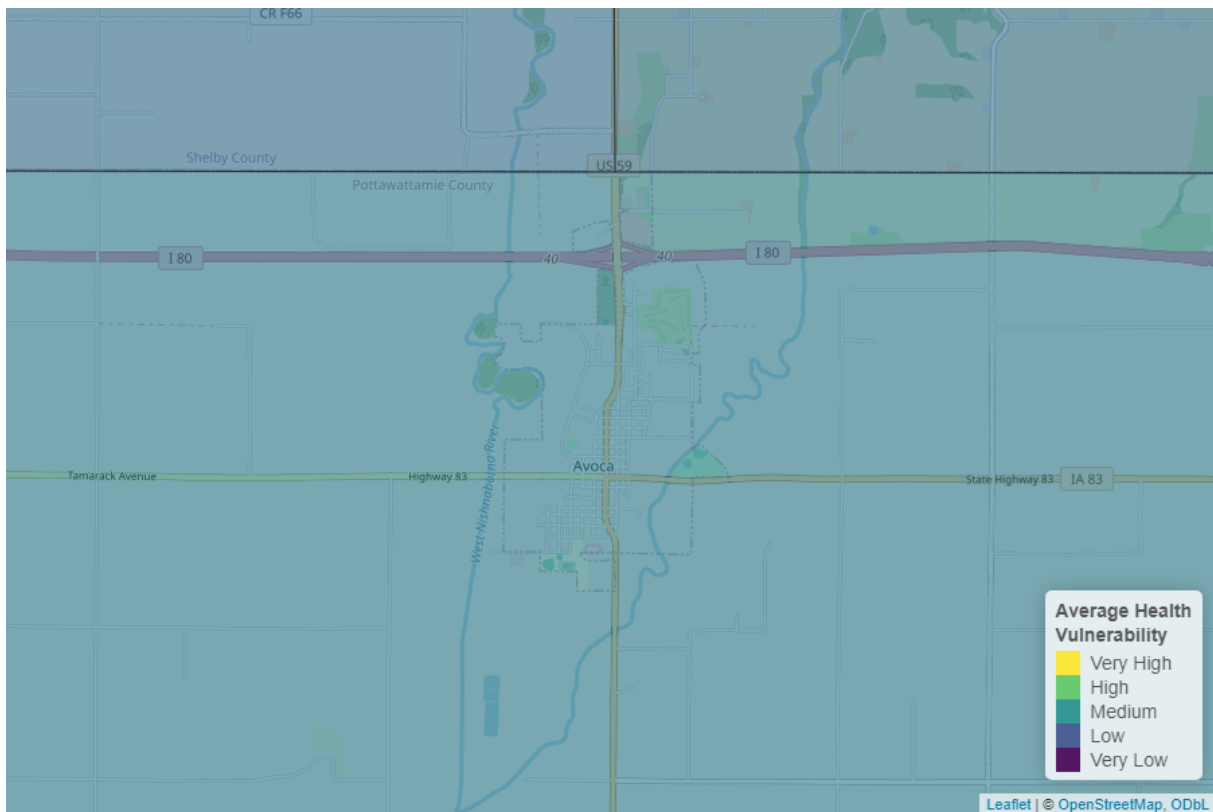 CR F66
Shelby County
US 59
Pottawattamie County
I 80
40
40
I 80
West Nishnabotna River
Avoca
Tamarack Avenue
Highway 83
State Highway 83
IA 83
Average Health
Vulnerability
Very High
High
Medium
Low
Very Low
Leaflet | © OpenStreetMap, ODbL